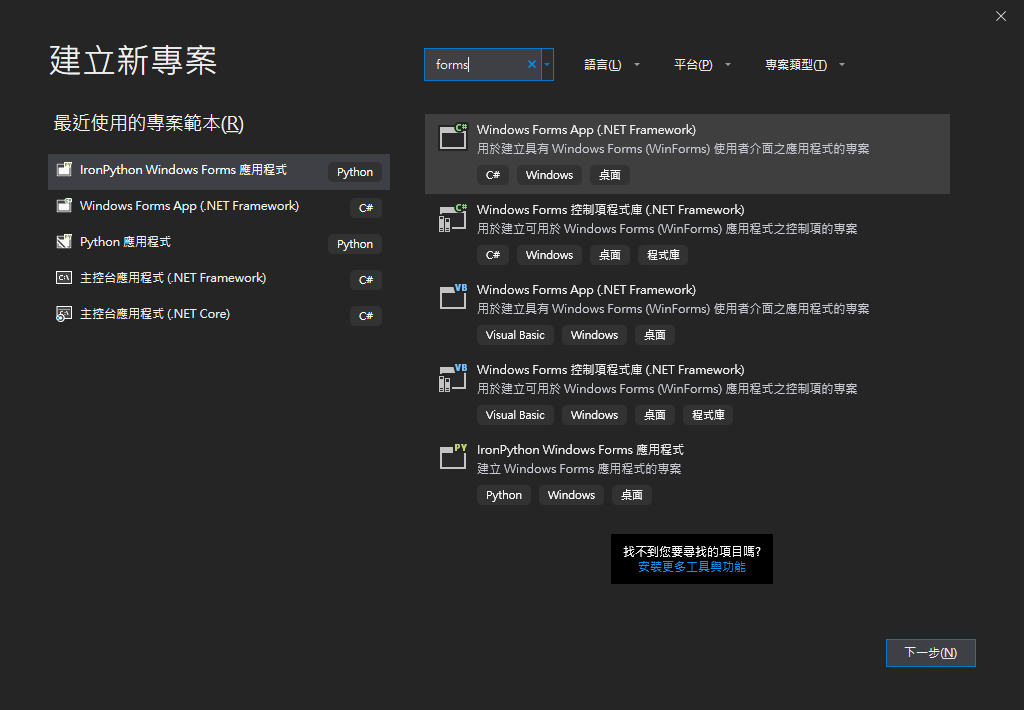 建立新專案
forms
語言(L)
平台(P)
專案類型(T)
最近使用的專案範本(R)
IronPython Windows Forms 應用程式
Python
Windows Forms App (.NET Framework)
C#
Python 應用程式
Python
主控台應用程式 (.NET Framework)
C#
主控台應用程式 (.NET Core)
C#
C#
Windows Forms App (.NET Framework)
用於建立具有 Windows Forms (WinForms) 使用者介面之應用程式的專案
C# Windows 桌面
C#
Windows Forms 控制項程式庫 (.NET Framework)
用於建立可用於 Windows Forms (WinForms) 應用程式之控制項的專案
C# Windows 桌面 程式庫
VB
Windows Forms App (.NET Framework)
用於建立具有 Windows Forms (WinForms) 使用者介面之應用程式的專案
Visual Basic Windows 桌面
VB
Windows Forms 控制項程式庫 (.NET Framework)
用於建立可用於 Windows Forms (WinForms) 應用程式之控制項的專案
Visual Basic Windows 桌面 程式庫
PY
IronPython Windows Forms 應用程式
建立 Windows Forms 應用程式的專案
Python Windows 桌面
找不到您要尋找的項目嗎?
安裝更多工具與功能
下一步(N)